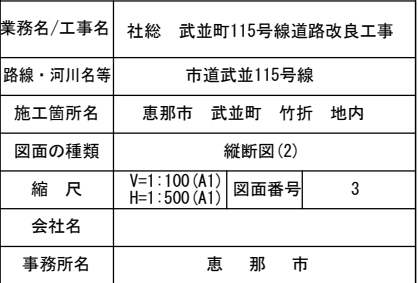 業務名/工事名 社総 武並町115号線道路改良工事
路線・河川名等 市道武並115号線
施工箇所名 恵那市 武並町 竹折 地内
図面の種類 縦断図(2)
縮 尺 V=1:100(A1) H=1:500(A1) 図面番号 3
会社名
事務所名 恵 那 市